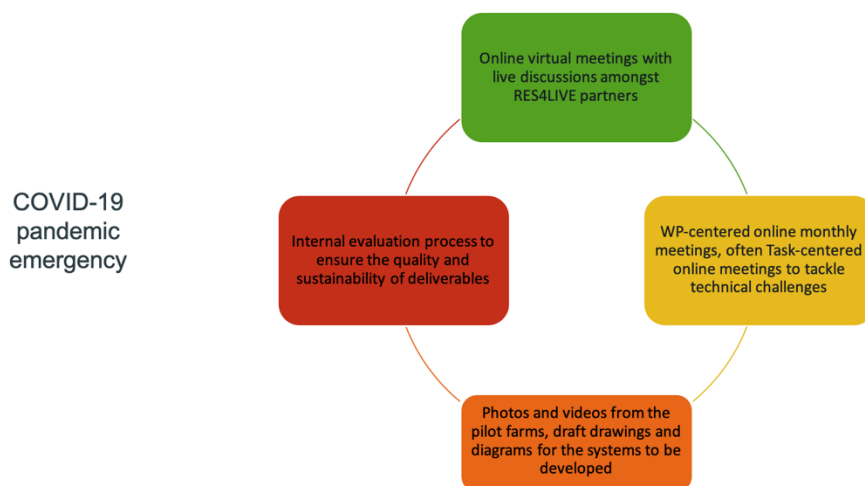 Online virtual meetings with
live discussions amongst
RES4LIVE partners
COVID-19
pandemic
emergency
Internal evaluation process to
ensure the quality and
sustainability of deliverables
WP-centered online monthly
meetings, often Task-centered
online meetings to tackle
technical challenges
Photos and videos from the
pilot farms, draft drawings and
diagrams for the systems to be
developed